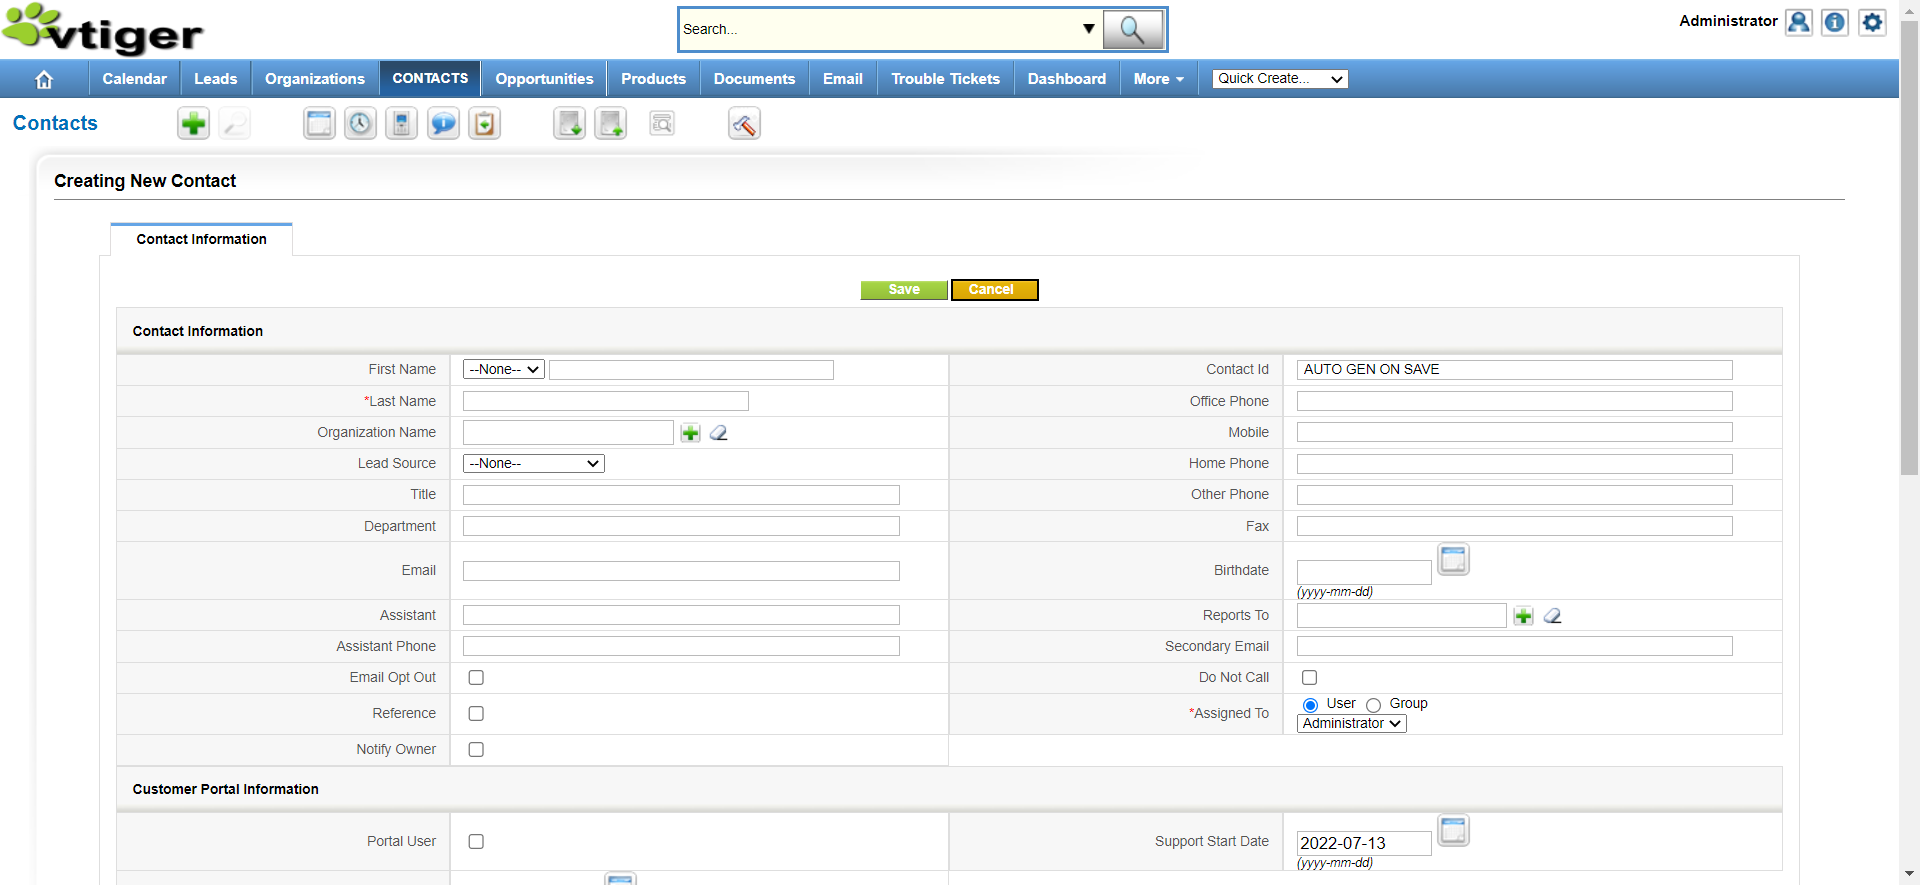 vtiger
Search...
Administrator
Calendar Leads Organizations CONTACTS Opportunities Products Documents Email Trouble Tickets Dashboard More Quick Create...
Contacts
Creating New Contact
Contact Information
Save Cancel
Contact Information
First Name --None-- Contact Id AUTO GEN ON SAVE
*Last Name Office Phone
Organization Name Mobile
Lead Source --None-- Home Phone
Title Other Phone
Department Fax
Email Birthdate
(yyyy-mm-dd)
Assistant Reports To
Assistant Phone Secondary Email
Email Opt Out Do Not Call
Reference *Assigned To User Group
Administrator
Notify Owner
Customer Portal Information
Portal User Support Start Date 2022-07-13
(yyyy-mm-dd)